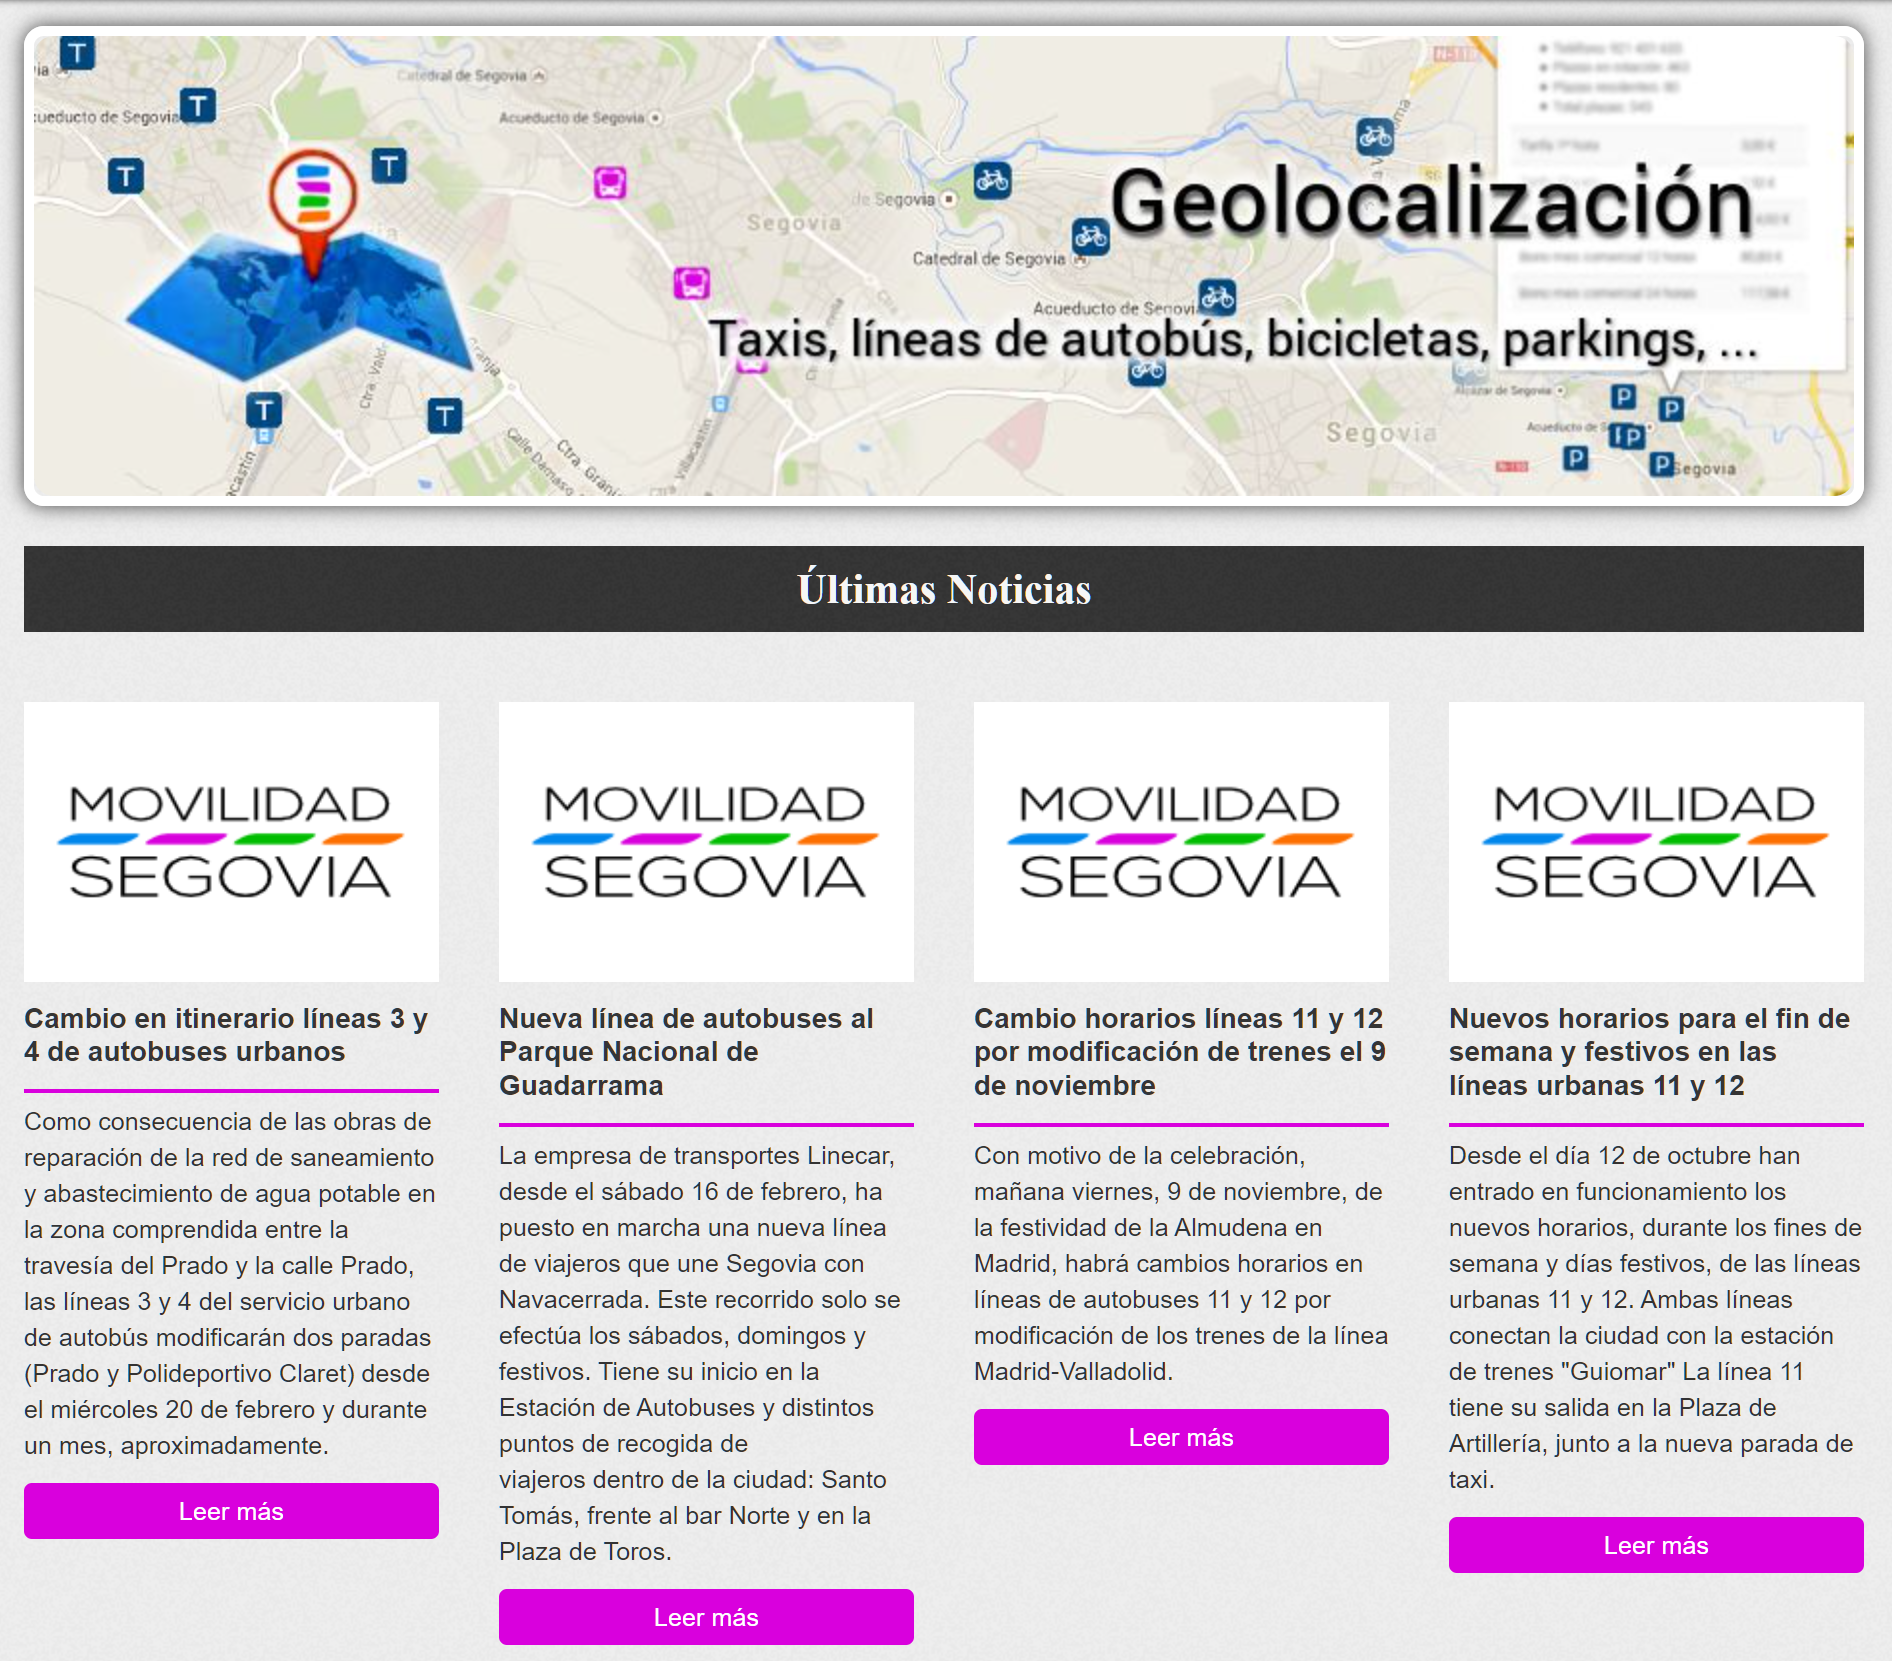 Catedral de Segovia
ueducto de Segovia
Acueducto de Segovia
T
T
T
T
T
T
Segovia
de Segovia
Catedral de Segovia
Geolocalización
Acueducto de Segovia
Taxis, líneas de autobús, bicicletas, parkings, ...
Ctra. Granja
Alcázar de Segovia
P
P
P
P
P
Segovia
Segovia
Últimas Noticias
MOVILIDAD
SEGOVIA
MOVILIDAD
SEGOVIA
MOVILIDAD
SEGOVIA
MOVILIDAD
SEGOVIA
Cambio en itinerario líneas 3 y
4 de autobuses urbanos
Como consecuencia de las obras de
reparación de la red de saneamiento
y abastecimiento de agua potable en
la zona comprendida entre la
travesía del Prado y la calle Prado,
las líneas 3 y 4 del servicio urbano
de autobús modificarán dos paradas
(Prado y Polideportivo Claret) desde
el miércoles 20 de febrero y durante
un mes, aproximadamente.
Leer más
Nueva línea de autobuses al
Parque Nacional de
Guadarrama
La empresa de transportes Linecar,
desde el sábado 16 de febrero, ha
puesto en marcha una nueva línea
de viajeros que une Segovia con
Navacerrada. Este recorrido solo se
efectúa los sábados, domingos y
festivos. Tiene su inicio en la
Estación de Autobuses y distintos
puntos de recogida de
viajeros dentro de la ciudad: Santo
Tomás, frente al bar Norte y en la
Plaza de Toros.
Leer más
Cambio horarios líneas 11 y 12
por modificación de trenes el 9
de noviembre
Con motivo de la celebración,
mañana viernes, 9 de noviembre, de
la festividad de la Almudena en
Madrid, habrá cambios horarios en
líneas de autobuses 11 y 12 por
modificación de los trenes de la línea
Madrid-Valladolid.
Leer más
Nuevos horarios para el fin de
semana y festivos en las
líneas urbanas 11 y 12
Desde el día 12 de octubre han
entrado en funcionamiento los
nuevos horarios, durante los fines de
semana y días festivos, de las líneas
urbanas 11 y 12. Ambas líneas
conectan la ciudad con la estación
de trenes "Guiomar" La línea 11
tiene su salida en la Plaza de
Artillería, junto a la nueva parada de
taxi.
Leer más